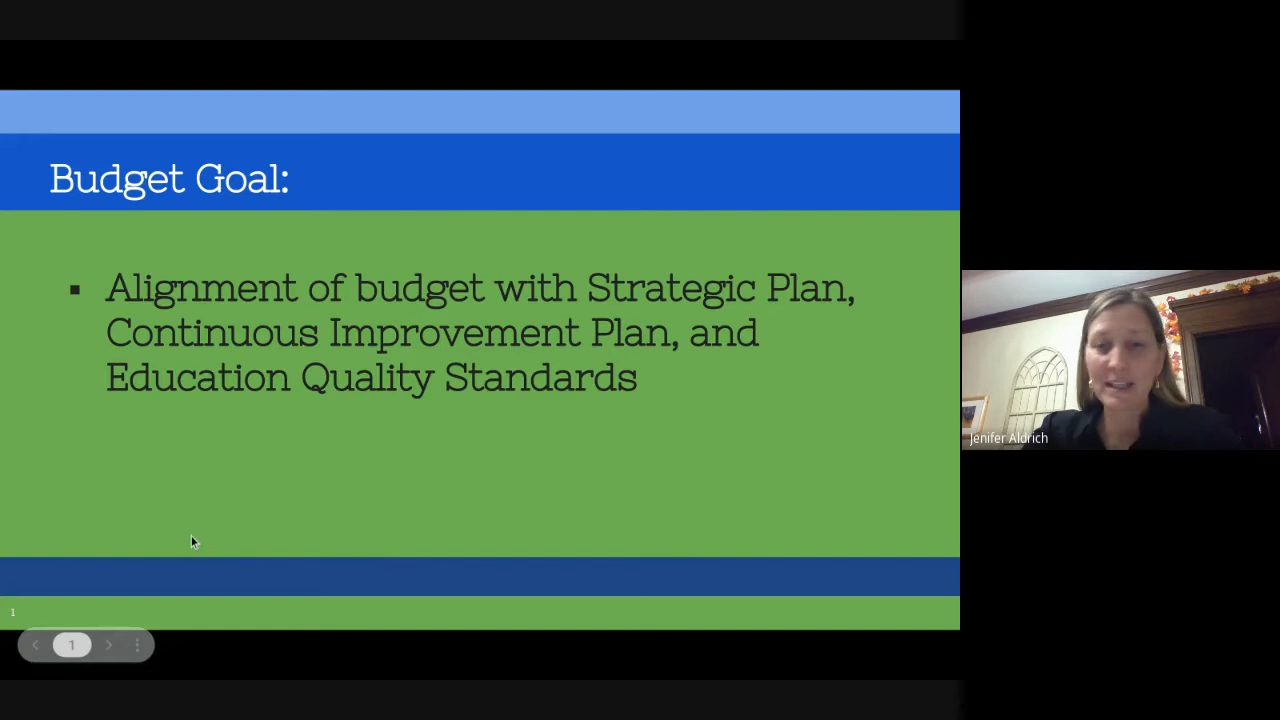 Budget Goal:
▪ Alignment of budget with Strategic Plan,
Continuous Improvement Plan, and
Education Quality Standards
Jenifer Aldrich
1
1